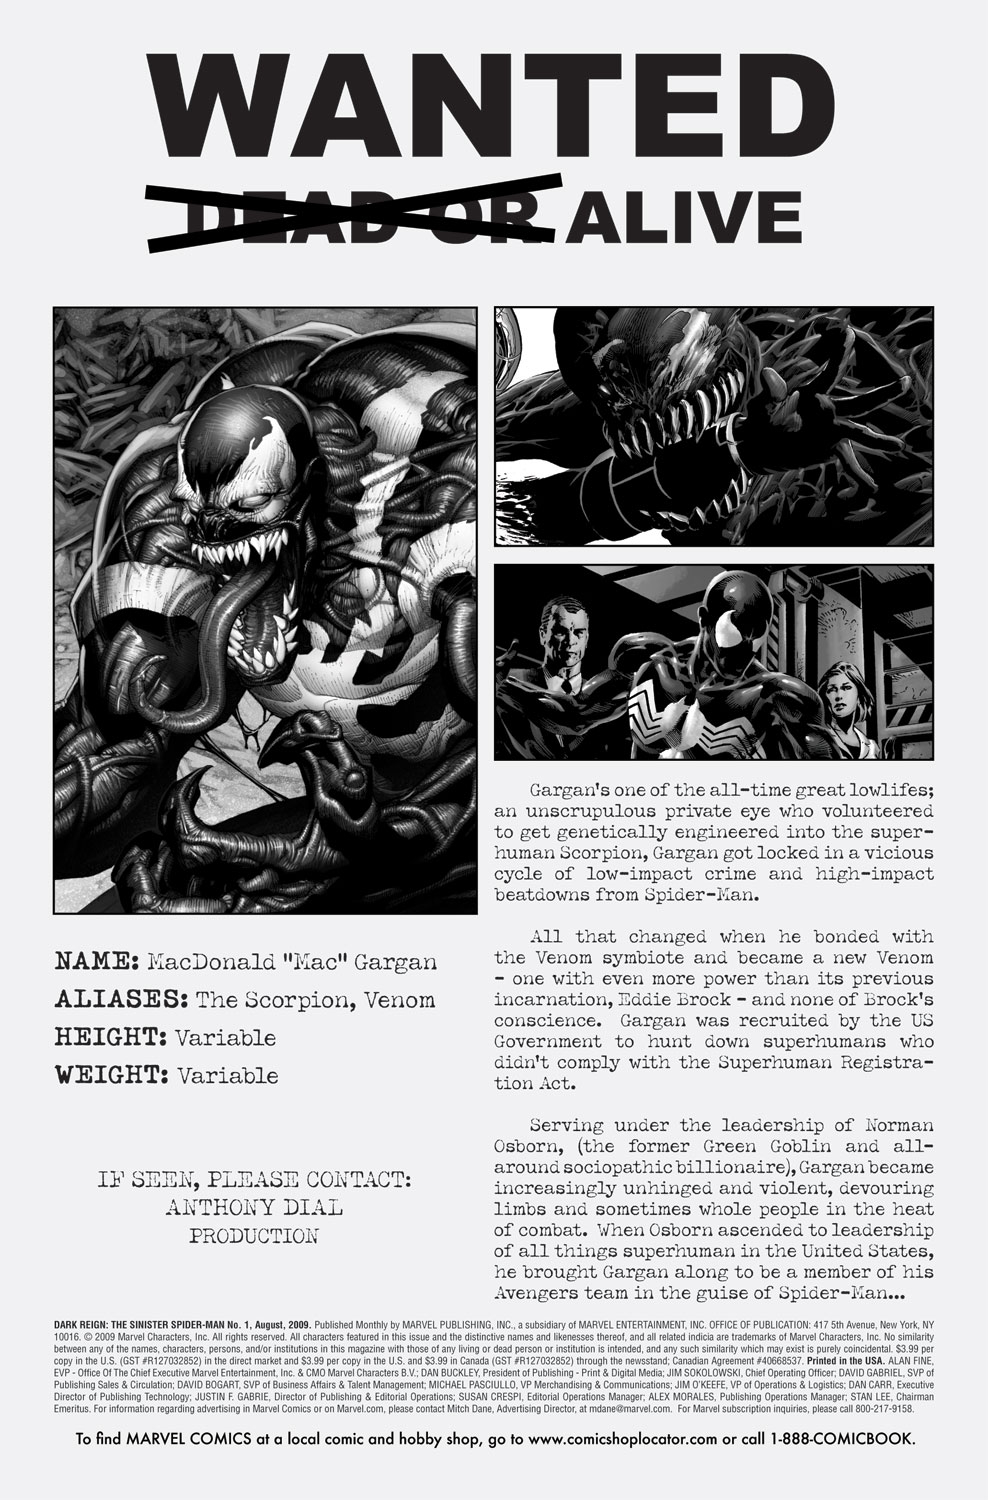 WANTED
DEAD OR ALIVE
NAME: MacDonald "Mac" Gargan
ALIASES: The Scorpion, Venom
HEIGHT: Variable
WEIGHT: Variable
IF SEEN, PLEASE CONTACT:
ANTHONY DIAL
PRODUCTION
Gargan's one of the all-time great lowlifes;
an unscrupulous private eye who volunteered
to get genetically engineered into the super-
human Scorpion, Gargan got locked in a vicious
cycle of low-impact crime and high-impact
beatdowns from Spider-Man.
All that changed when he bonded with
the Venom symbiote and became a new Venom
- one with even more power than its previous
incarnation, Eddie Brock - and none of Brock's
conscience. Gargan was recruited by the US
Government to hunt down superhumans who
didn't comply with the Superhuman Registra-
tion Act.
Serving under the leadership of Norman
Osborn, (the former Green Goblin and all-
around sociopathic billionaire), Gargan became
increasingly unhinged and violent, devouring
limbs and sometimes whole people in the heat
of combat. When Osborn ascended to leadership
of all things superhuman in the United States,
he brought Gargan along to be a member of his
Avengers team in the guise of Spider-Man...
DARK REIGN: THE SINISTER SPIDER-MAN No. 1, August, 2009. Published Monthly by MARVEL PUBLISHING, INC., a subsidiary of MARVEL ENTERTAINMENT, INC. OFFICE OF PUBLICATION: 417 5th Avenue, New York, NY
10016. © 2009 Marvel Characters, Inc. All rights reserved. All characters featured in this issue and the distinctive names and likenesses thereof, and all related indicia are trademarks of Marvel Characters, Inc. No similarity
between any of the names, characters, persons, and/or institutions in this magazine with those of any living or dead person or institution is intended, and any such similarity which may exist is purely coincidental. $3.99 per
copy in the U.S. (GST #R127032852) in the direct market and $3.99 per copy in the U.S. and $3.99 in Canada (GST #R127032852) through the newsstand; Canadian Agreement #40668537. Printed in the USA. ALAN FINE,
EVP - Office Of The Chief Executive Marvel Entertainment, Inc. & CMO Marvel Characters B.V.; DAN BUCKLEY, President of Publishing - Print & Digital Media; JIM SOKOLOWSKI, Chief Operating Officer; DAVID GABRIEL, SVP of
Publishing Sales & Circulation; DAVID BOGART, SVP of Business Affairs & Talent Management; MICHAEL PASCIULLO, VP Merchandising & Communications; JIM O'KEEFE, VP of Operations & Logistics; DAN CARR, Executive
Director of Publishing Technology; JUSTIN F. GABRIE, Director of Publishing & Editorial Operations; SUSAN CRESPI, Editorial Operations Manager; ALEX MORALES, Publishing Operations Manager; STAN LEE, Chairman
Emeritus. For information regarding advertising in Marvel Comics or on Marvel.com, please contact Mitch Dane, Advertising Director, at mdane@marvel.com. For Marvel subscription inquiries, please call 800-217-9158.
To find MARVEL COMICS at a local comic and hobby shop, go to www.comicshoplocator.com or call 1-888-COMICBOOK.